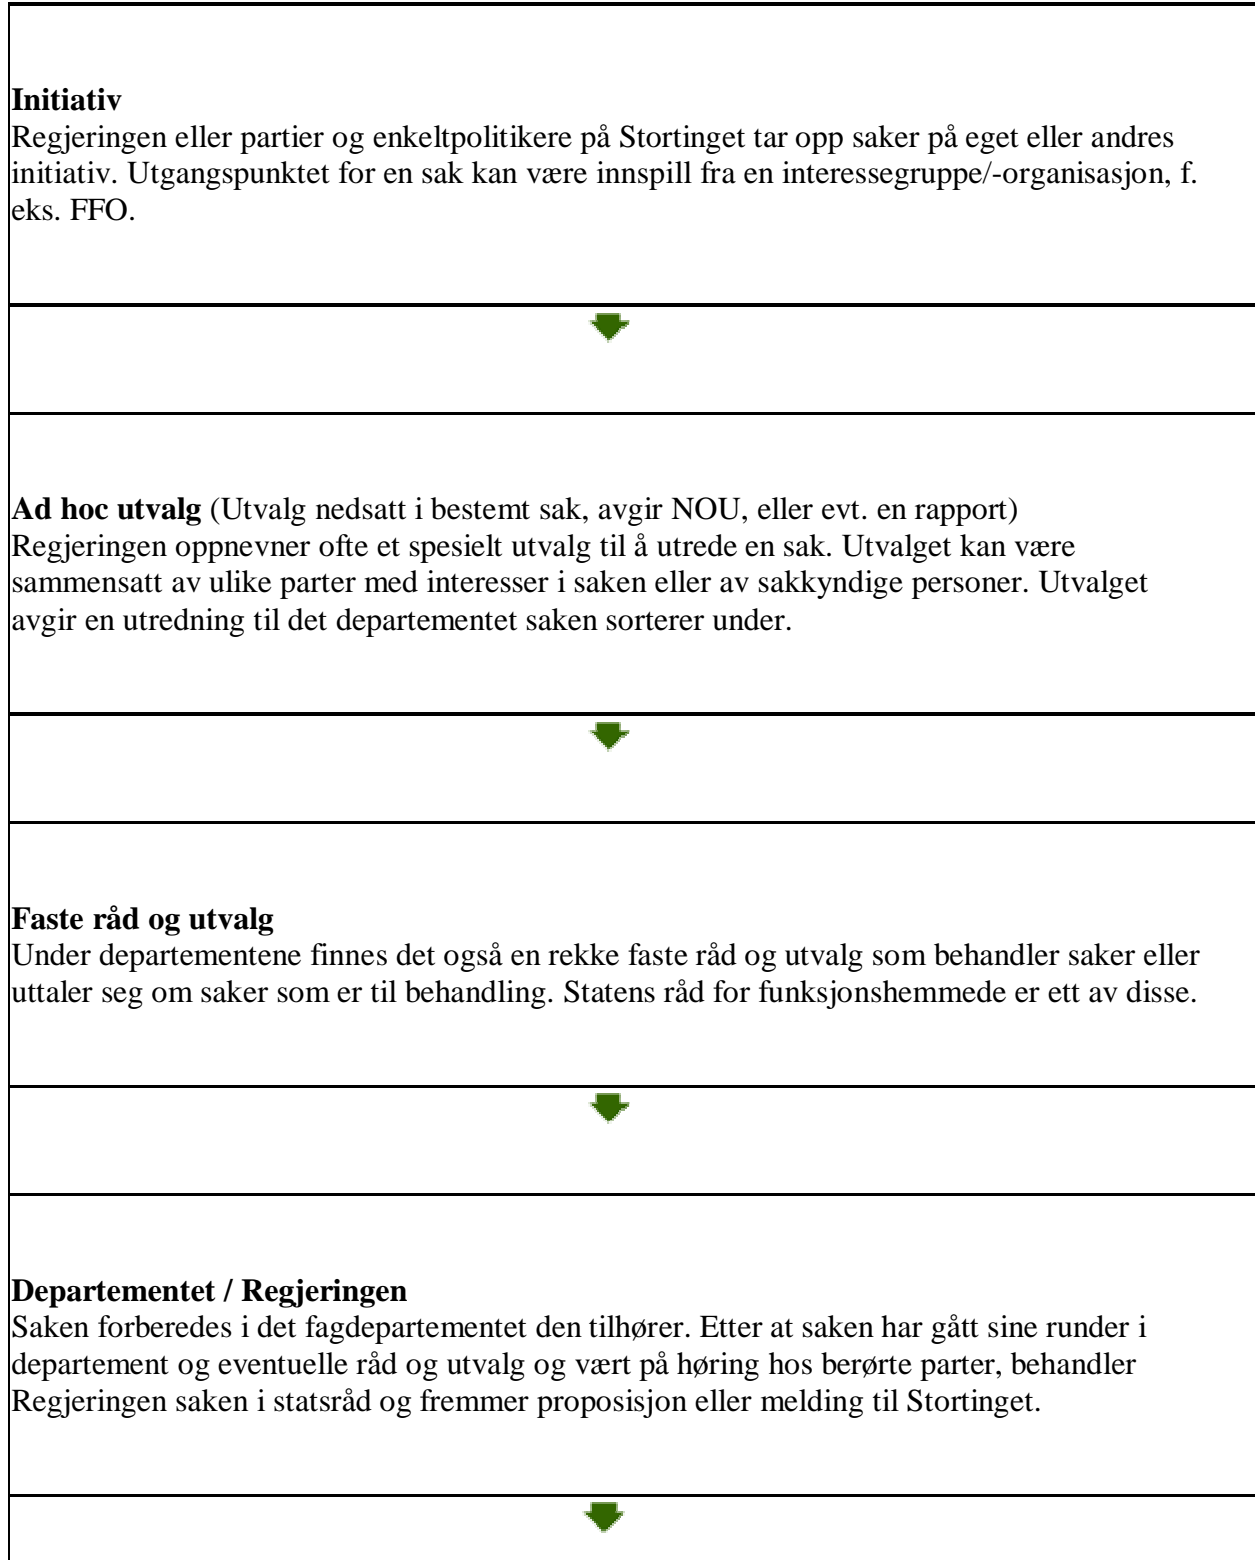 Initiativ
Regjeringen eller partier og enkeltpolitikere på Stortinget tar opp saker på eget eller andres
initiativ. Utgangspunktet for en sak kan være innspill fra en interessegruppe/-organisasjon, f.
eks. FFO.
Ad hoc utvalg (Utvalg nedsatt i bestemt sak, avgir NOU, eller evt. en rapport)
Regjeringen oppnevner ofte et spesielt utvalg til å utrede en sak. Utvalget kan være
sammensatt av ulike parter med interesser i saken eller av sakkyndige personer. Utvalget
avgir en utredning til det departementet saken sorterer under.
Faste råd og utvalg
Under departementene finnes det også en rekke faste råd og utvalg som behandler saker eller
uttaler seg om saker som er til behandling. Statens råd for funksjonshemmede er ett av disse.
Departementet / Regjeringen
Saken forberedes i det fagdepartementet den tilhører. Etter at saken har gått sine runder i
departement og eventuelle råd og utvalg og vært på høring hos berørte parter, behandler
Regjeringen saken i statsråd og fremmer proposisjon eller melding til Stortinget.